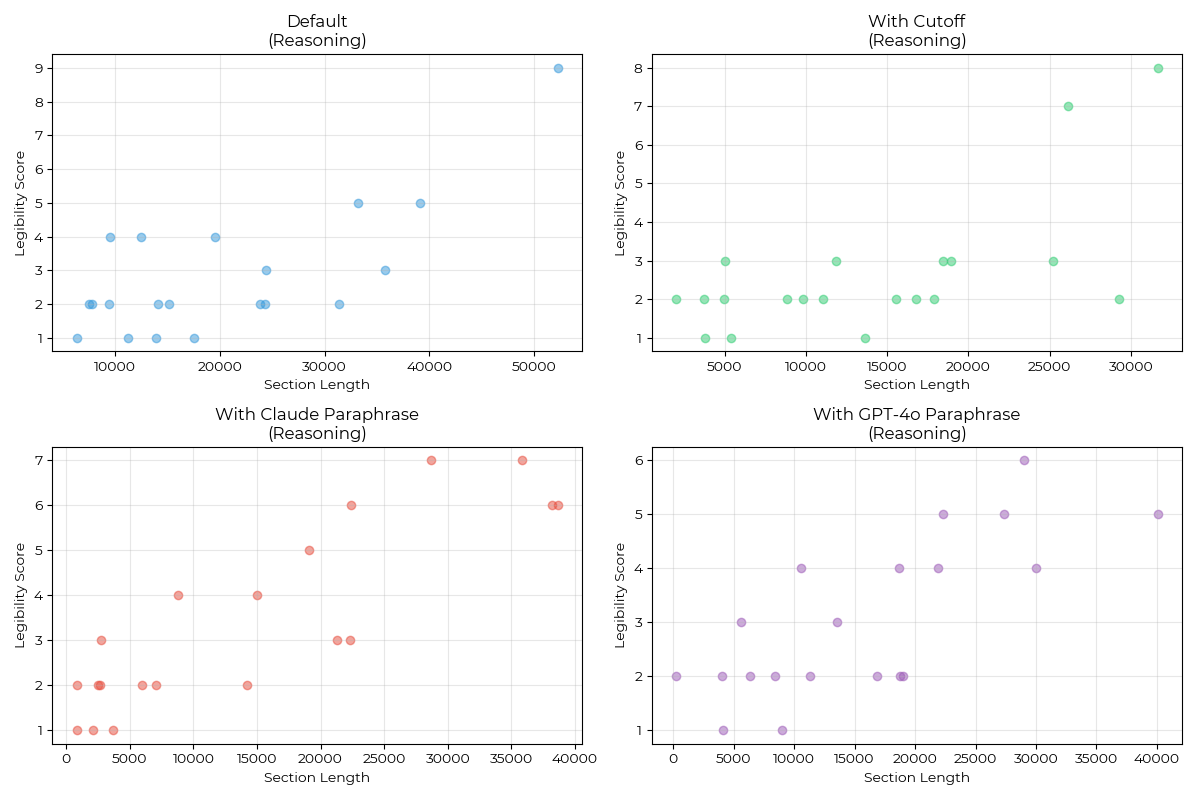 Default
(Reasoning)
9
8
7
6
5
4
3
2
1
Legibility Score
10000 20000 30000 40000 50000
Section Length
With Cutoff
(Reasoning)
8
7
6
5
4
3
2
1
Legibility Score
5000 10000 15000 20000 25000 30000
Section Length
With Claude Paraphrase
(Reasoning)
7
6
5
4
3
2
1
Legibility Score
0 5000 10000 15000 20000 25000 30000 35000 40000
Section Length
With GPT-4o Paraphrase
(Reasoning)
6
5
4
3
2
1
Legibility Score
0 5000 10000 15000 20000 25000 30000 35000 40000
Section Length